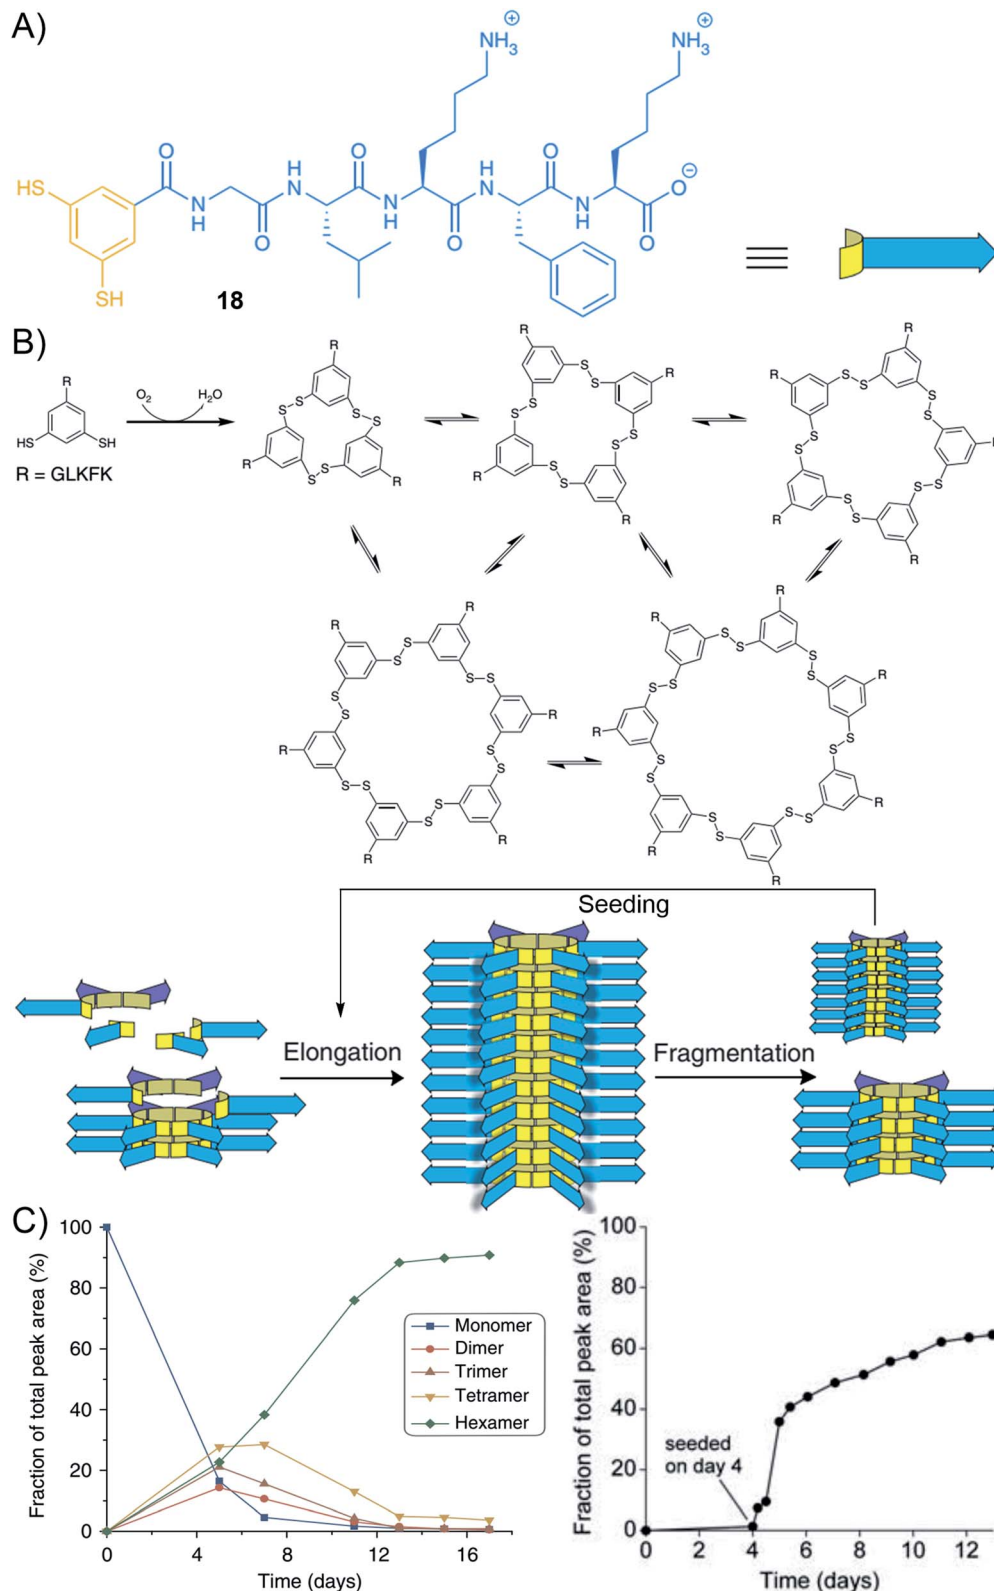 A)
NH3 ⊕
NH3 ⊕
HS
O
N
H
O
H
N
O
N
H
O
H
N
O
N
H
O
O⊖
SH
18
B)
R
HS
SH
R = GLKFK
O2
H2O
R
S
S
S
S
R
S
S
R
R
S
S
R
S
S
S
S
R
S
S
R
R
S
S
R
S
S
R
S
S
R
S
S
S
S
R
R
R
S
S
S
S
S
S
R
R
S
S
S
S
S
S
R
R
R
R
S
S
S
S
R
S
S
R
S
S
S
S
R
S
S
S
S
R
R
Seeding
Elongation
Fragmentation
C)
Fraction of total peak area (%)
100
80
60
40
20
0
0
4
8
12
16
Time (days)
Monomer
Dimer
Trimer
Tetramer
Hexamer
Fraction of total peak area (%)
100
80
60
40
20
0
seeded
on day 4
0
2
4
6
8
10
12
Time (days)